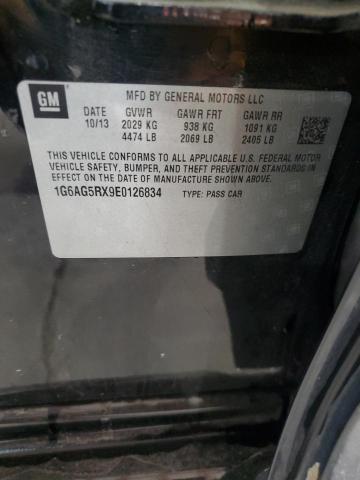 GM
MFD BY GENERAL MOTORS LLC
DATE GVWR GAWR FRT GAWR RR
10/13 2029 KG 938 KG 1091 KG
4474 LB 2069 LB 2405 LB
THIS VEHICLE CONFORMS TO ALL APPLICABLE U.S. FEDERAL MOTOR
VEHICLE SAFETY, BUMPER, AND THEFT PREVENTION STANDARDS IN
EFFECT ON THE DATE OF MANUFACTURE SHOWN ABOVE.
1G6AG5RX9E0126834 TYPE: PASS CAR